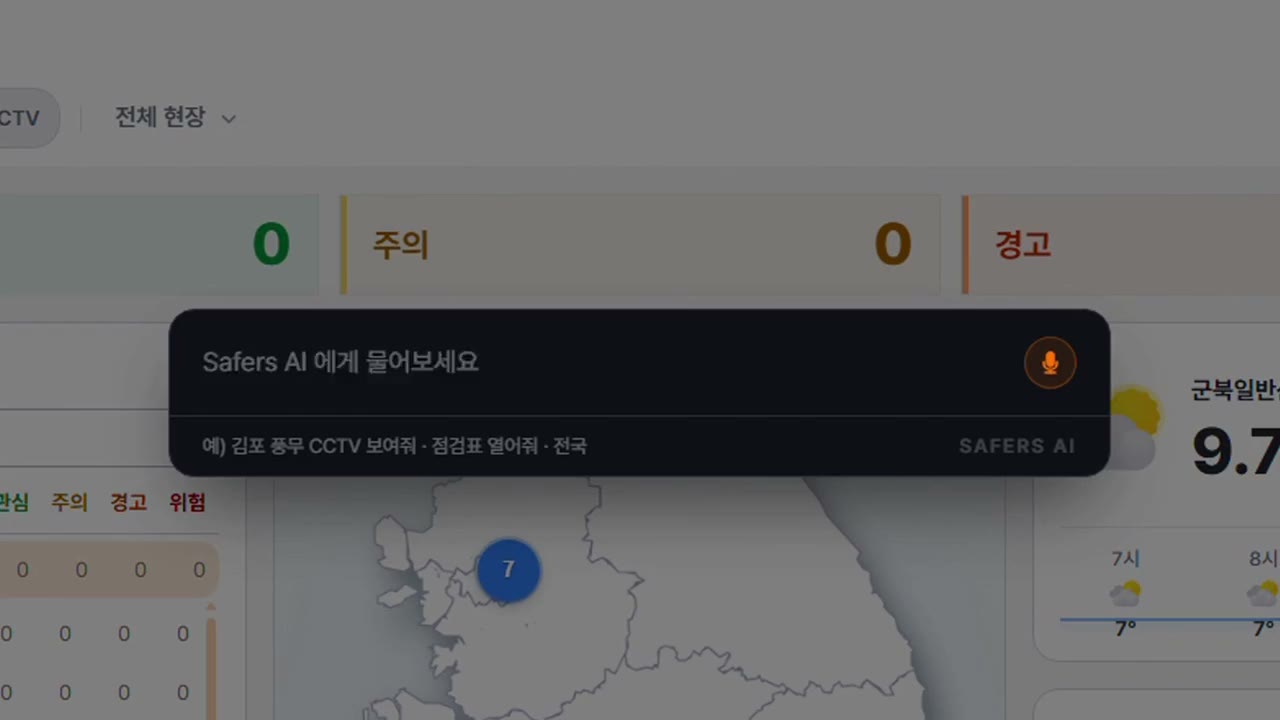 CTV 전체 현장
0 주의 0 경고
Safers AI 에게 물어보세요
예) 김포 풍무 CCTV 보여줘 · 점검표 열어줘 · 전국
SAFERS AI
군북일반
9.7
관심 주의 경고 위험
0 0 0 0
0 0 0 0
0 0 0 0
7
7시 8시
7° 7°